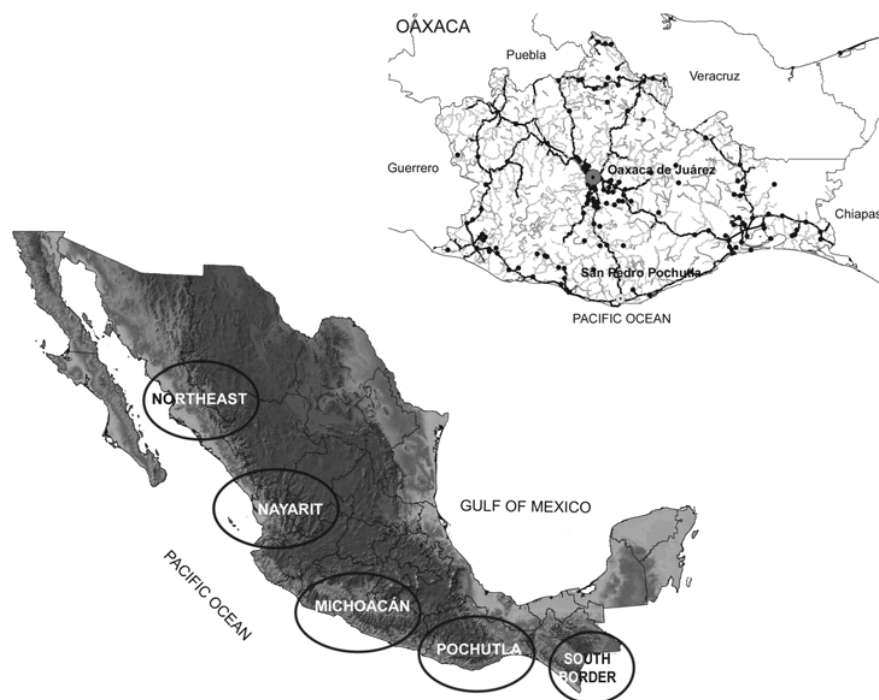 OAXACA
Puebla
Veracruz
Guerrero
Oaxaca de Juárez
Chiapas
San Pedro Pochutla
PACIFIC OCEAN
NORTHEAST
NAYARIT
GULF OF MEXICO
PACIFIC OCEAN
MICHOACÁN
POCHUTLA
SOUTH
BORDER